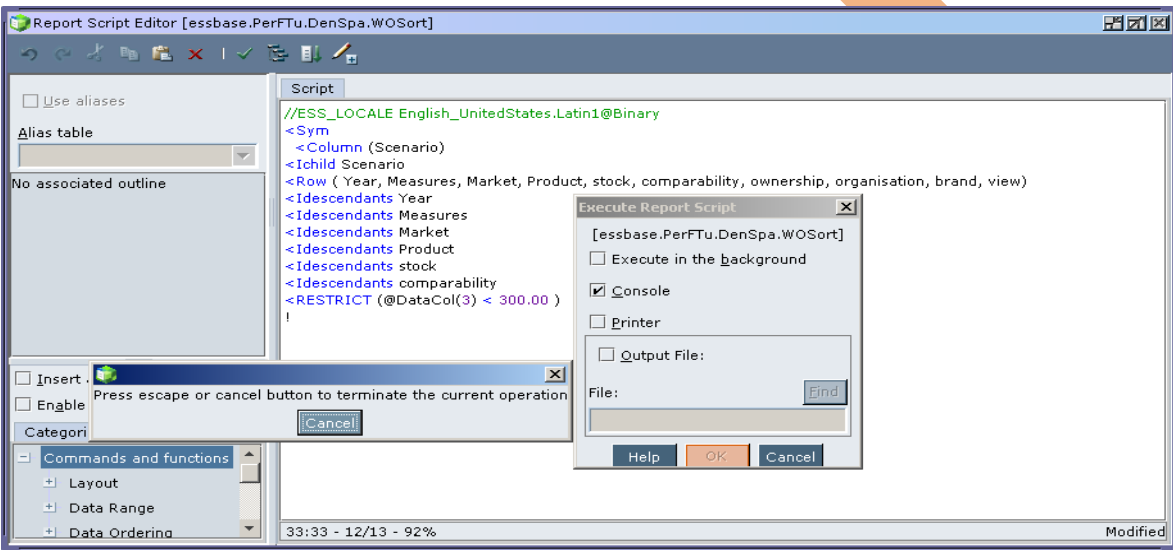 Report Script Editor [essbase.PerFTu.DenSpa.WOSort]
Use aliases
Alias table
No associated outline
Script
//ESS_LOCALE English_UnitedStates.Latin1@Binary
<Sym
<Column (Scenario)
<Ichild Scenario
<Row ( Year, Measures, Market, Product, stock, comparability, ownership, organisation, brand, view)
<Idescendants Year
<Idescendants Measures
<Idescendants Market
<Idescendants Product
<Idescendants stock
<Idescendants comparability
<RESTRICT (@DataCol(3) < 300.00 )
!
Execute Report Script
[essbase.PerFTu.DenSpa.WOSort]
Execute in the background
Console
Printer
Output File:
File:
Find
Help OK Cancel
Insert
Enable
Press escape or cancel button to terminate the current operation
Cancel
Categori
Commands and functions
Layout
Data Range
Data Ordering
33:33 - 12/13 - 92%
Modified